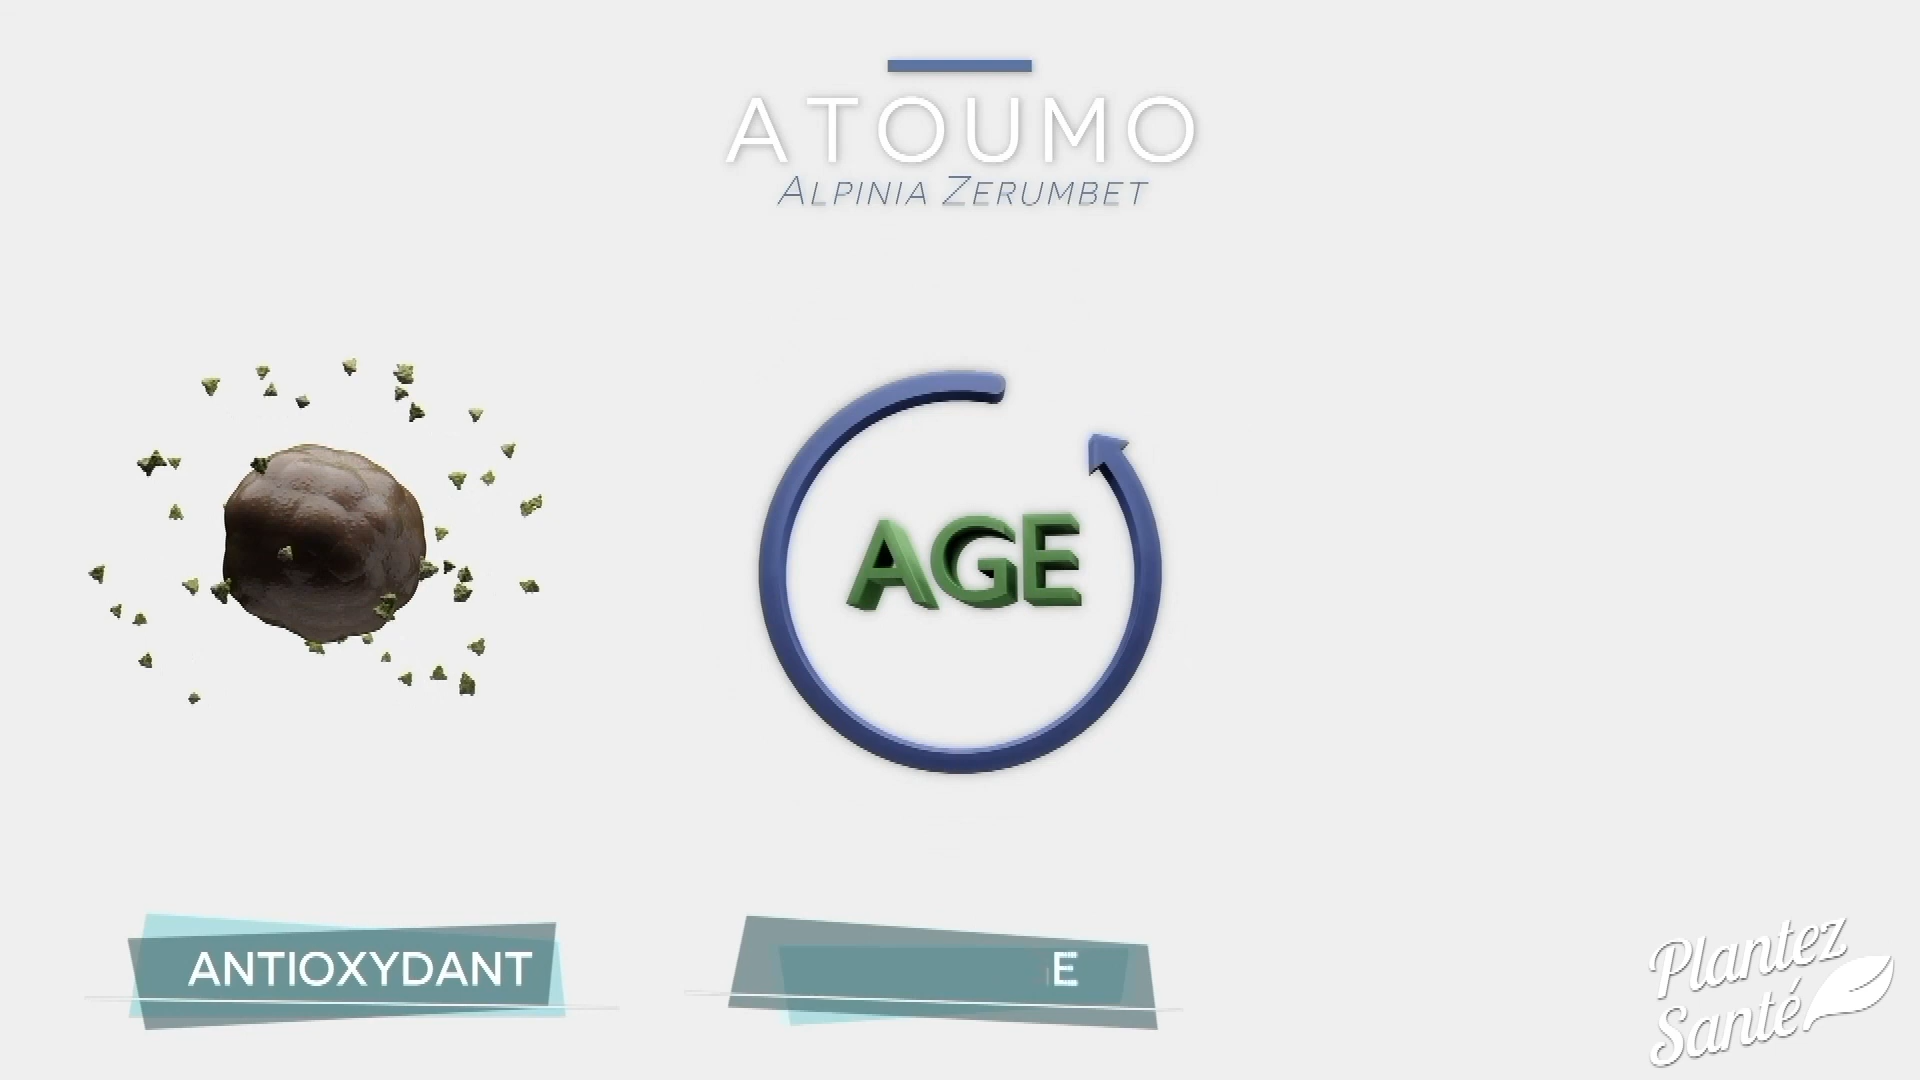 ATOUMO
ALPINIA ZERUMBET
AGE
ANTIOXYDANT
E
Plantez
Santé